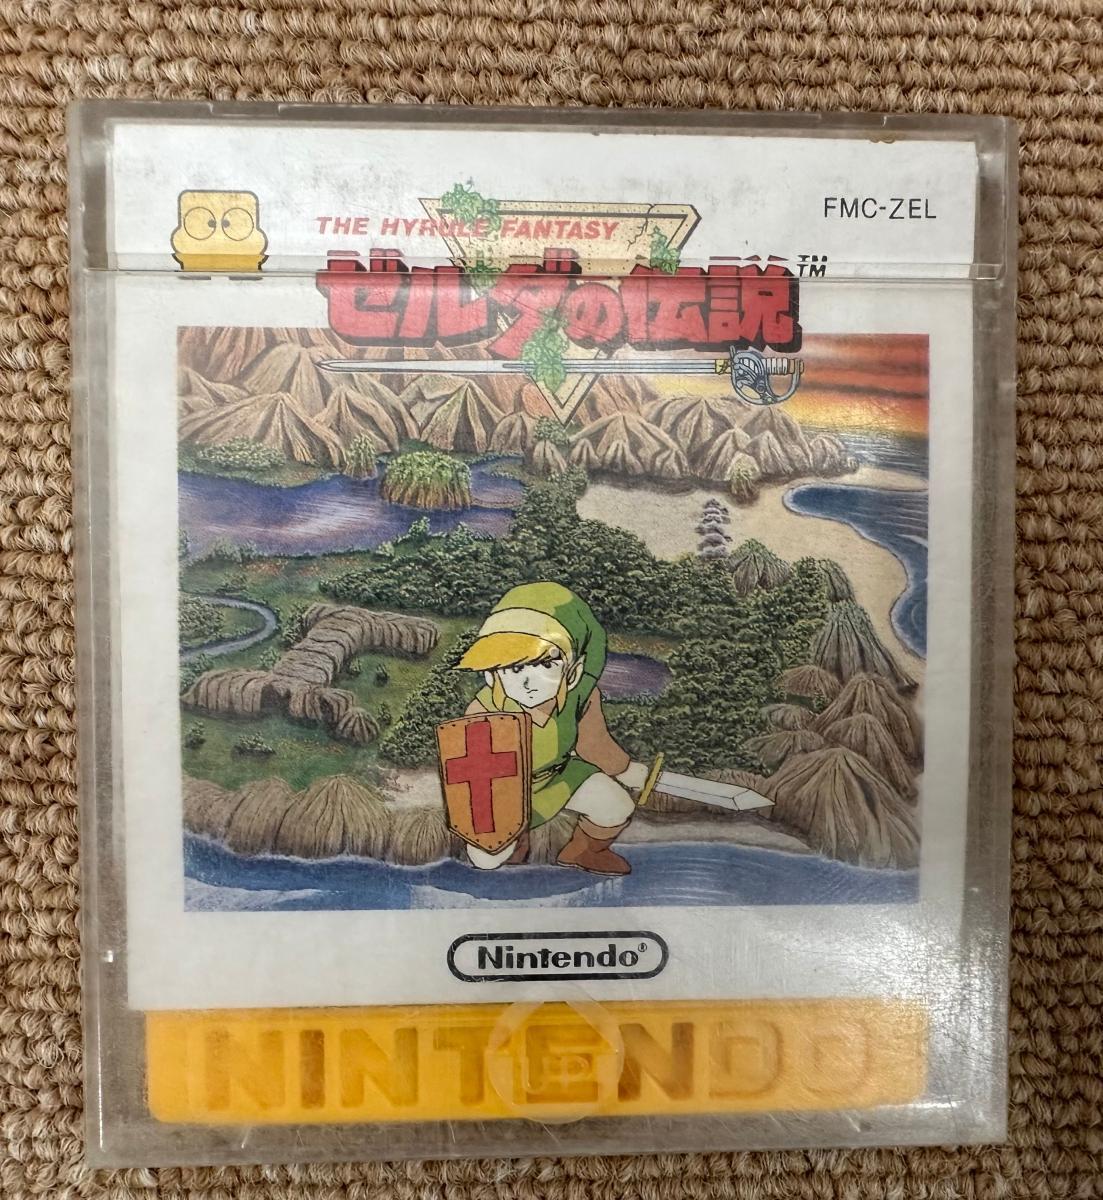 FMC-ZEL
THE HYRULE FANTASY
ゼルダの伝説™
Nintendo®
NINTENDO